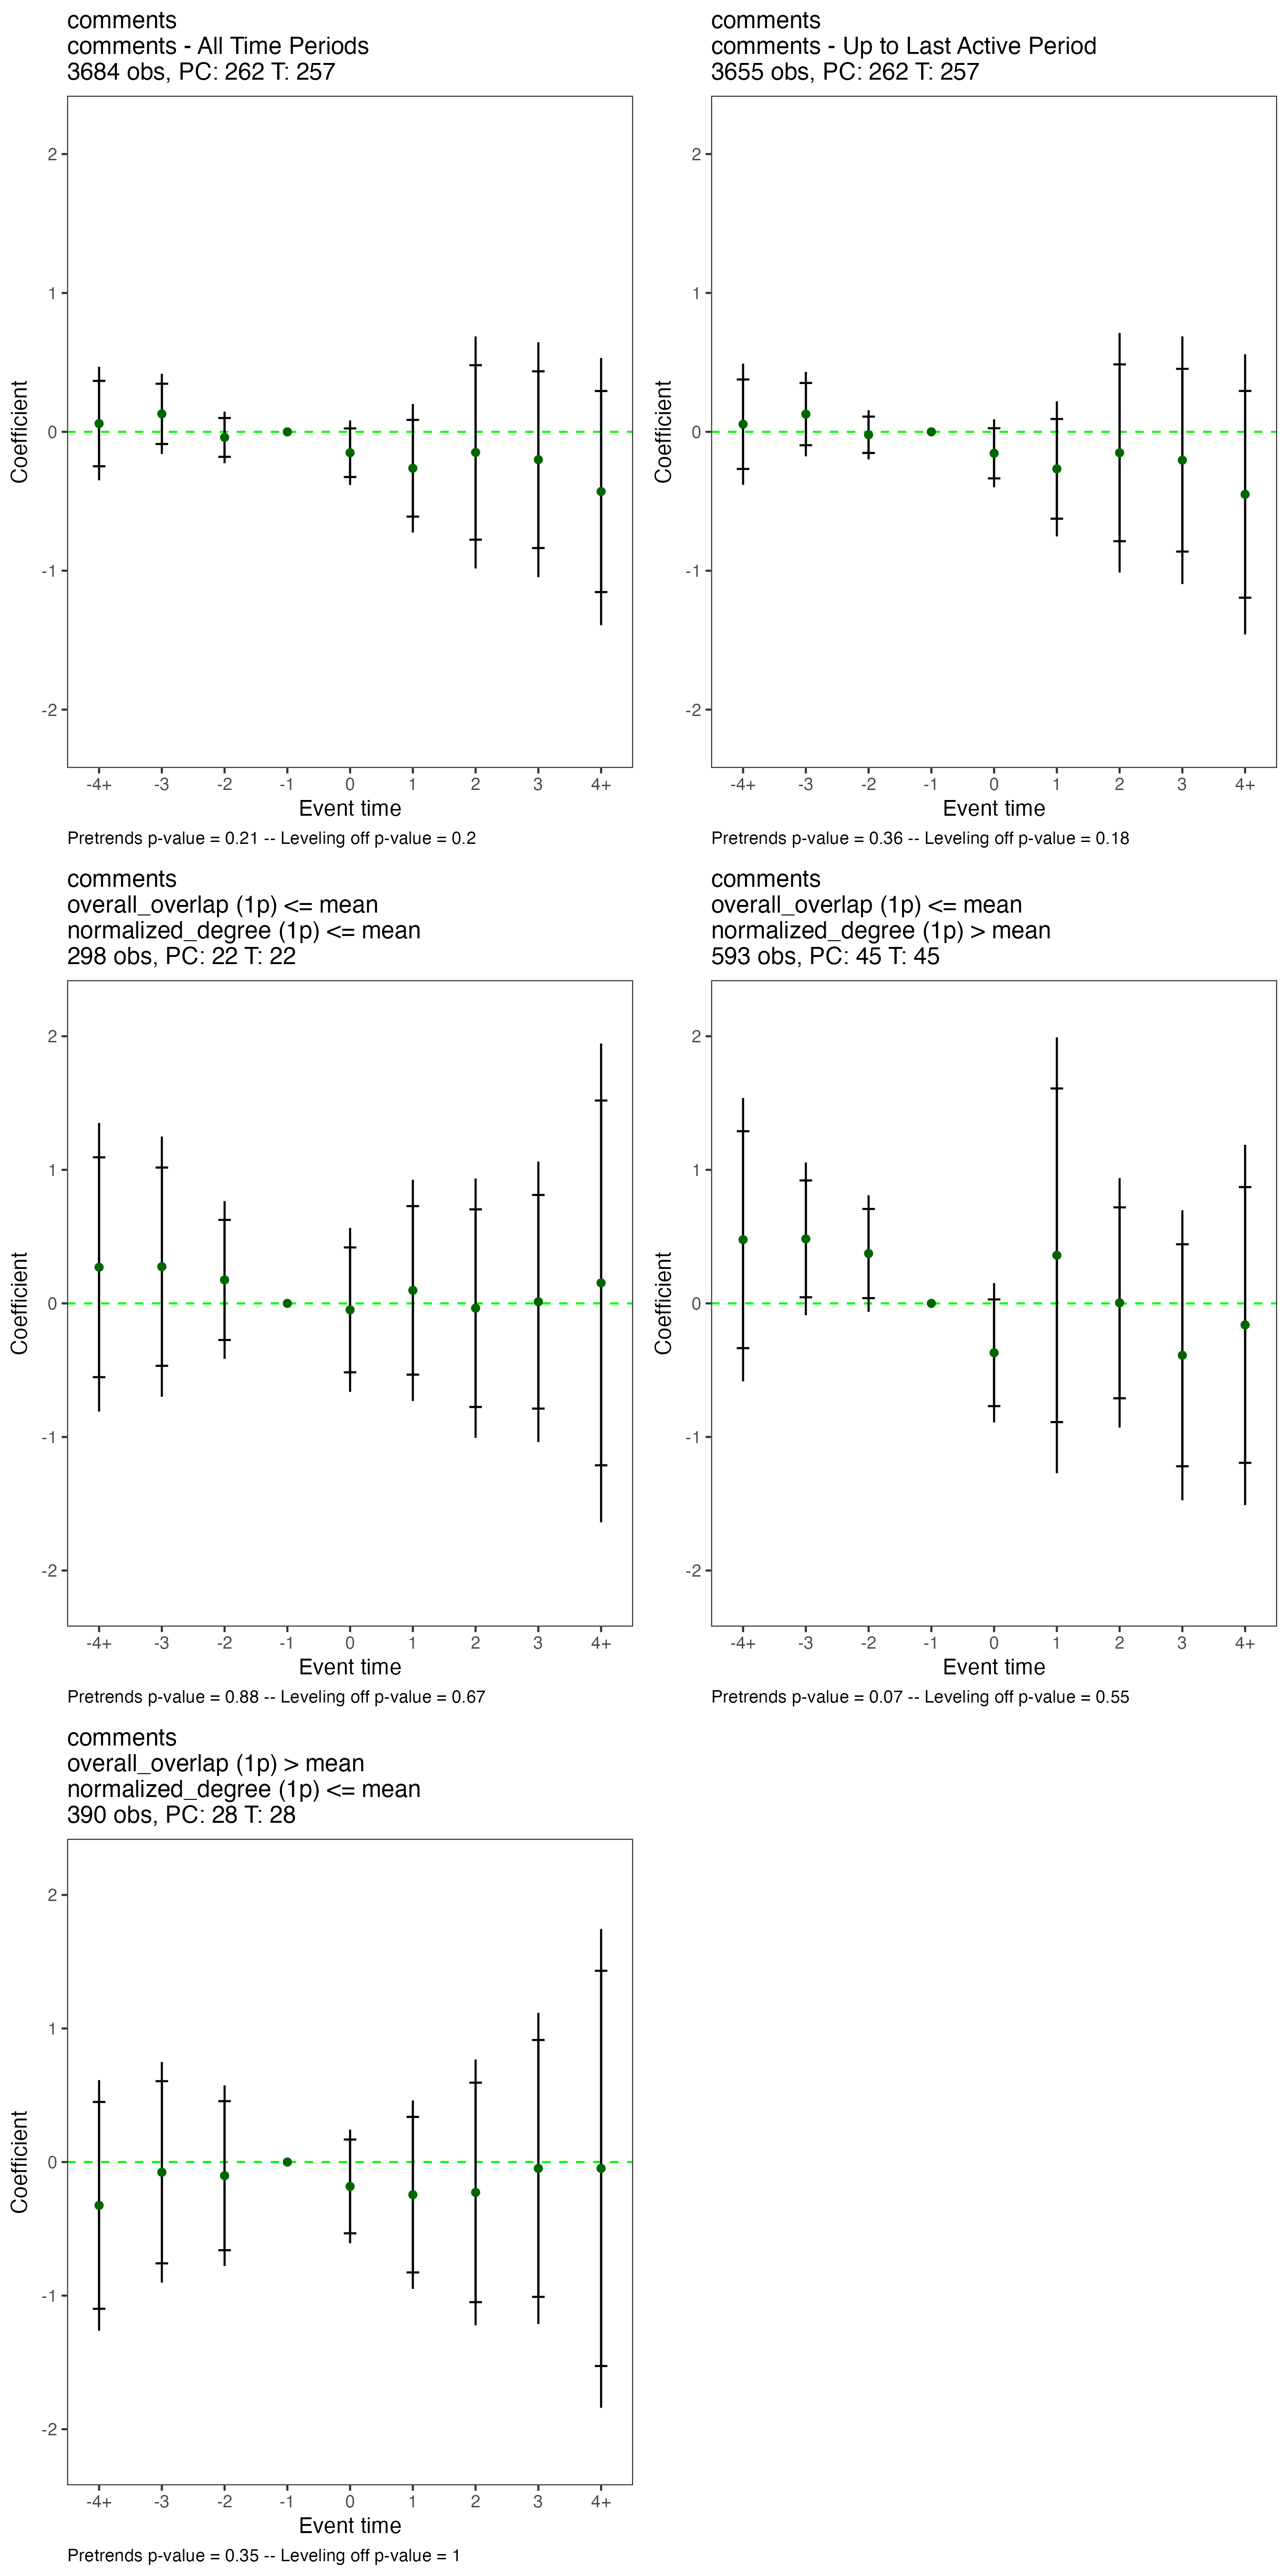 comments
comments - All Time Periods
3684 obs, PC: 262 T: 257
2
1
0
-1
-2
Coefficient
-4+ -3 -2 -1 0 1 2 3 4+
Event time
Pretrends p-value = 0.21 -- Leveling off p-value = 0.2
comments
comments - Up to Last Active Period
3655 obs, PC: 262 T: 257
2
1
0
-1
-2
Coefficient
-4+ -3 -2 -1 0 1 2 3 4+
Event time
Pretrends p-value = 0.36 -- Leveling off p-value = 0.18
comments
overall_overlap (1p) <= mean
normalized_degree (1p) <= mean
298 obs, PC: 22 T: 22
2
1
0
-1
-2
Coefficient
-4+ -3 -2 -1 0 1 2 3 4+
Event time
Pretrends p-value = 0.88 -- Leveling off p-value = 0.67
comments
overall_overlap (1p) <= mean
normalized_degree (1p) > mean
593 obs, PC: 45 T: 45
2
1
0
-1
-2
Coefficient
-4+ -3 -2 -1 0 1 2 3 4+
Event time
Pretrends p-value = 0.07 -- Leveling off p-value = 0.55
comments
overall_overlap (1p) > mean
normalized_degree (1p) <= mean
390 obs, PC: 28 T: 28
2
1
0
-1
-2
Coefficient
-4+ -3 -2 -1 0 1 2 3 4+
Event time
Pretrends p-value = 0.35 -- Leveling off p-value = 1